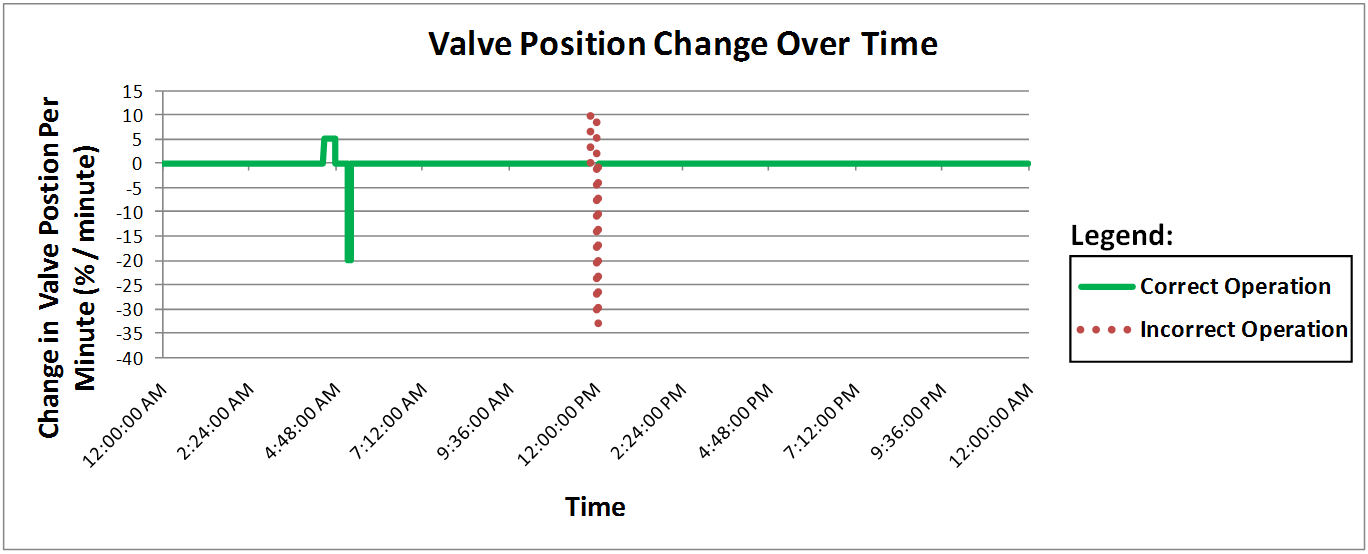 Valve Position Change Over Time
Change in Valve Postion Per
Minute (% / minute)
15
10
5
0
-5
-10
-15
-20
-25
-30
-35
-40
12:00:00 AM
2:24:00 AM
4:48:00 AM
7:12:00 AM
9:36:00 AM
12:00:00 PM
2:24:00 PM
4:48:00 PM
7:12:00 PM
9:36:00 PM
12:00:00 AM
Time
Legend:
Correct Operation
Incorrect Operation